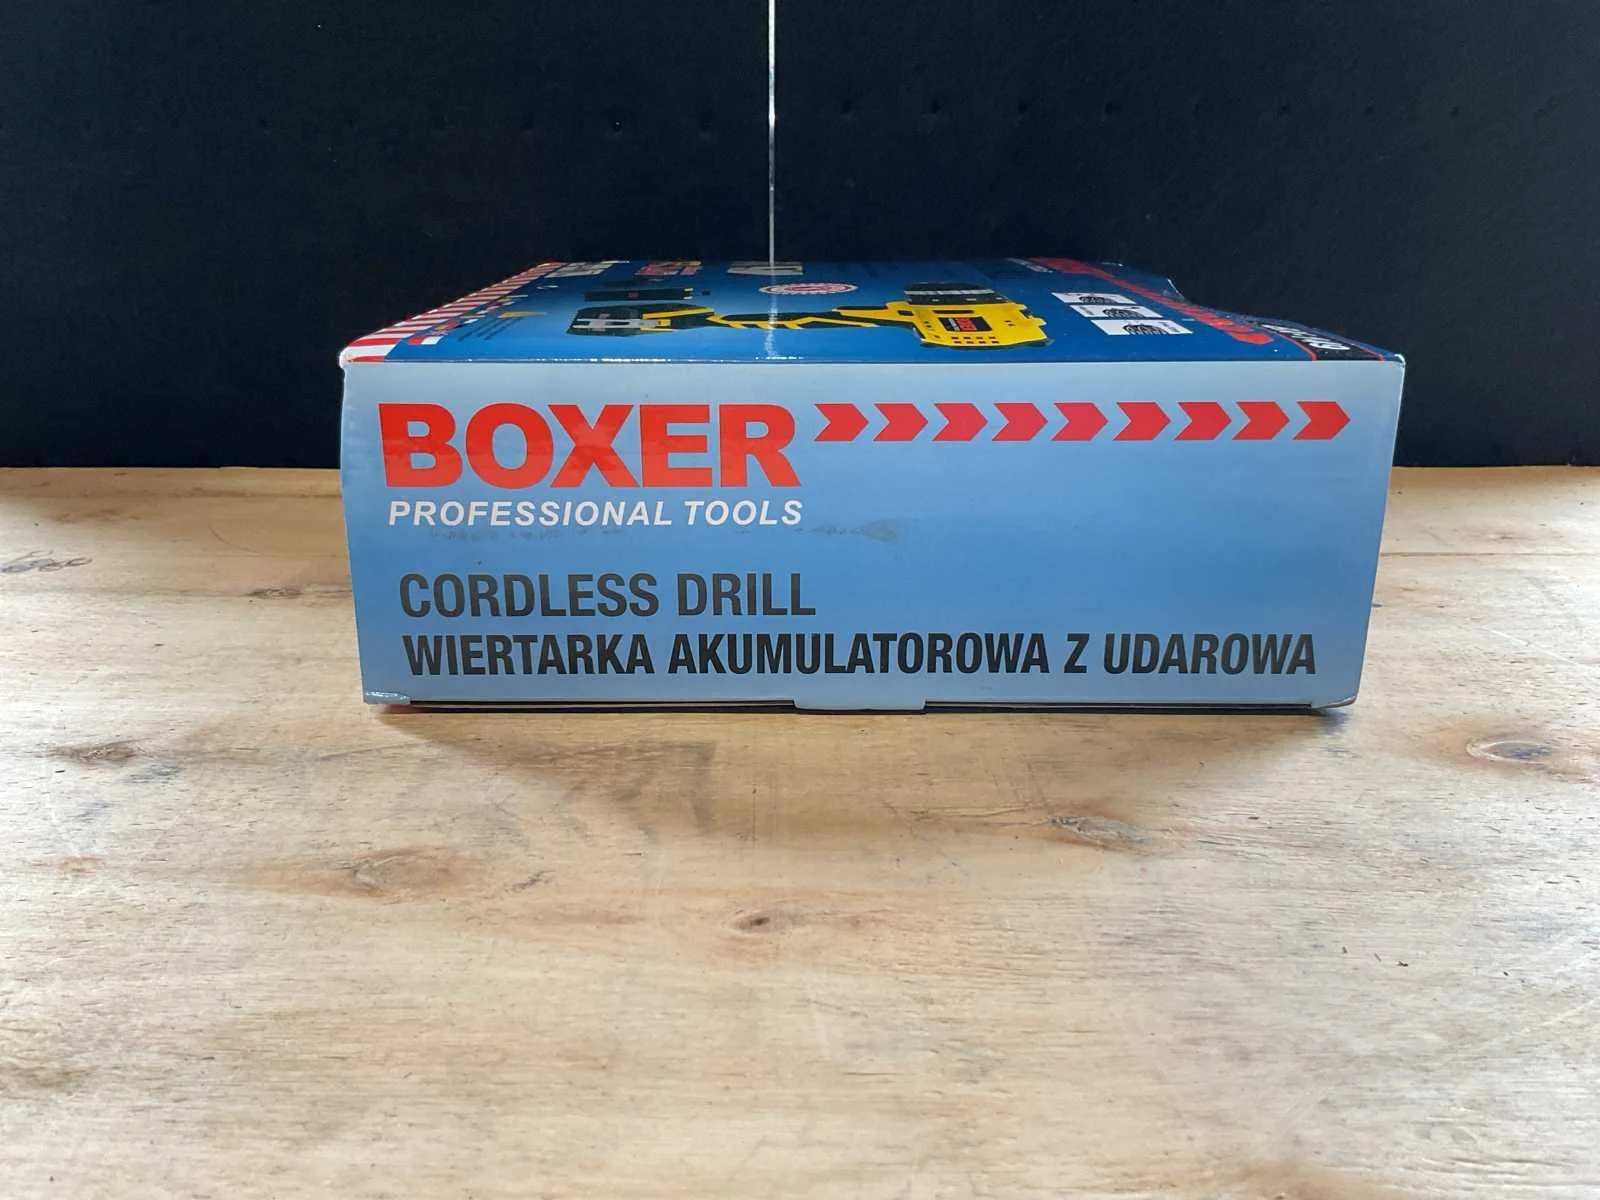 BOXER
PROFESSIONAL TOOLS
CORDLESS DRILL
WIERTARKA AKUMULATOROWA Z UDAROWA